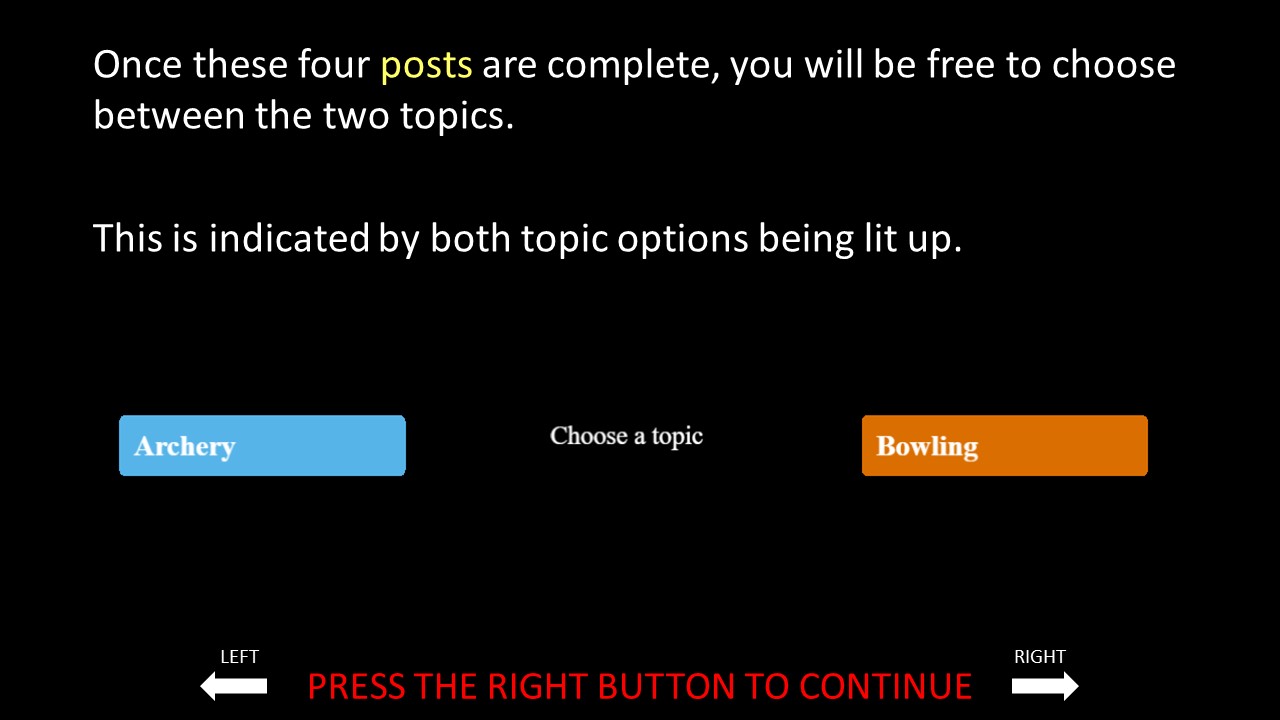 Once these four posts are complete, you will be free to choose
between the two topics.
This is indicated by both topic options being lit up.
Archery
Choose a topic
Bowling
LEFT
RIGHT
PRESS THE RIGHT BUTTON TO CONTINUE